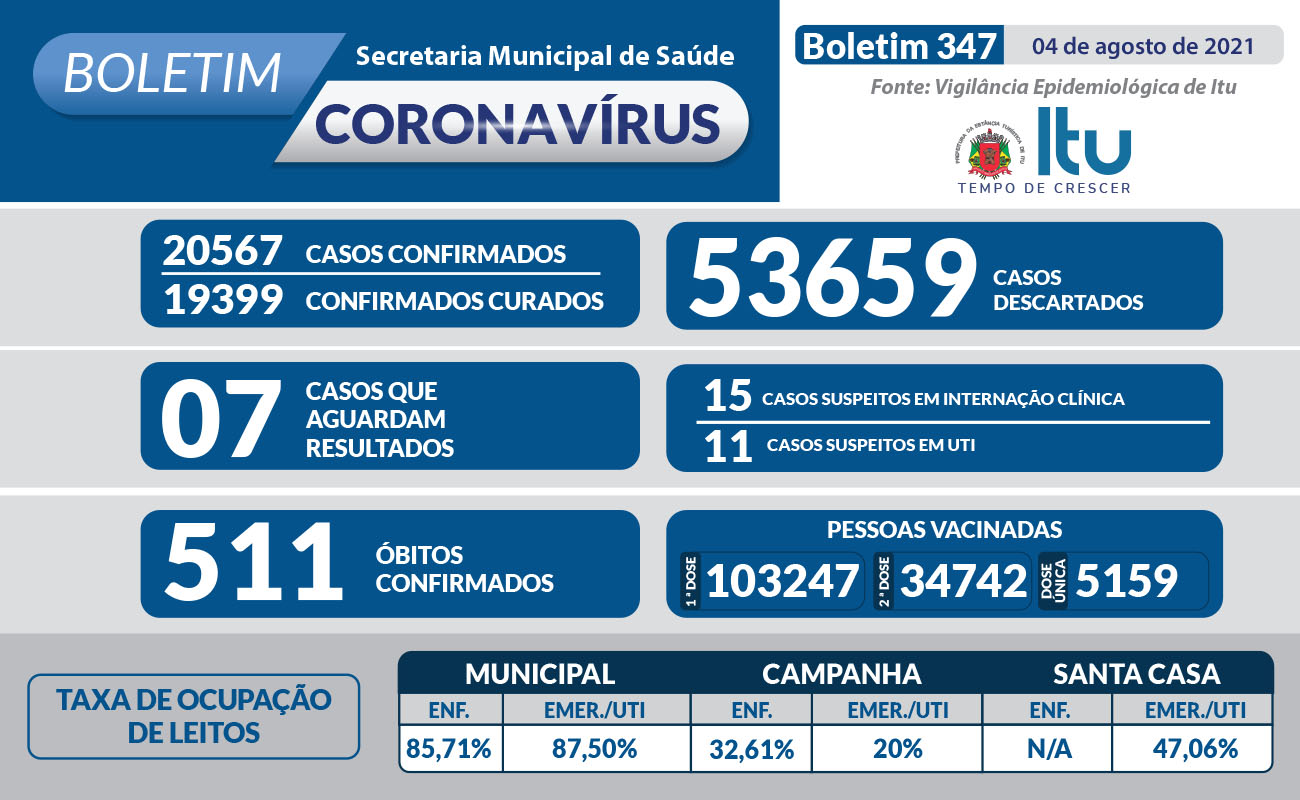 BOLETIM
Secretaria Municipal de Saúde
CORONAVÍRUS
Boletim 347
04 de agosto de 2021
Fonte: Vigilância Epidemiológica de Itu
PREFEITURA DA ESTÂNCIA TURÍSTICA DE ITU
Itu
TEMPO DE CRESCER
20567 CASOS CONFIRMADOS
19399 CONFIRMADOS CURADOS
53659 CASOS
DESCARTADOS
07 CASOS QUE
AGUARDAM
RESULTADOS
15 CASOS SUSPEITOS EM INTERNAÇÃO CLÍNICA
11 CASOS SUSPEITOS EM UTI
511 ÓBITOS
CONFIRMADOS
PESSOAS VACINADAS
1ª DOSE 103247 2ª DOSE 34742 DOSE ÚNICA 5159
TAXA DE OCUPAÇÃO
DE LEITOS
MUNICIPAL CAMPANHA SANTA CASA
ENF. EMER./UTI ENF. EMER./UTI ENF. EMER./UTI
85,71% 87,50% 32,61% 20% N/A 47,06%